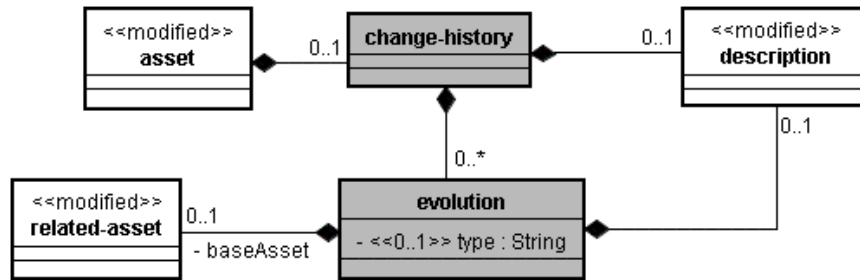 <<modified>>
asset
0..1
change-history
0..1
<<modified>>
description
0..1
0..*
<<modified>>
related-asset
0..1
- baseAsset
evolution
- <<0..1>> type : String